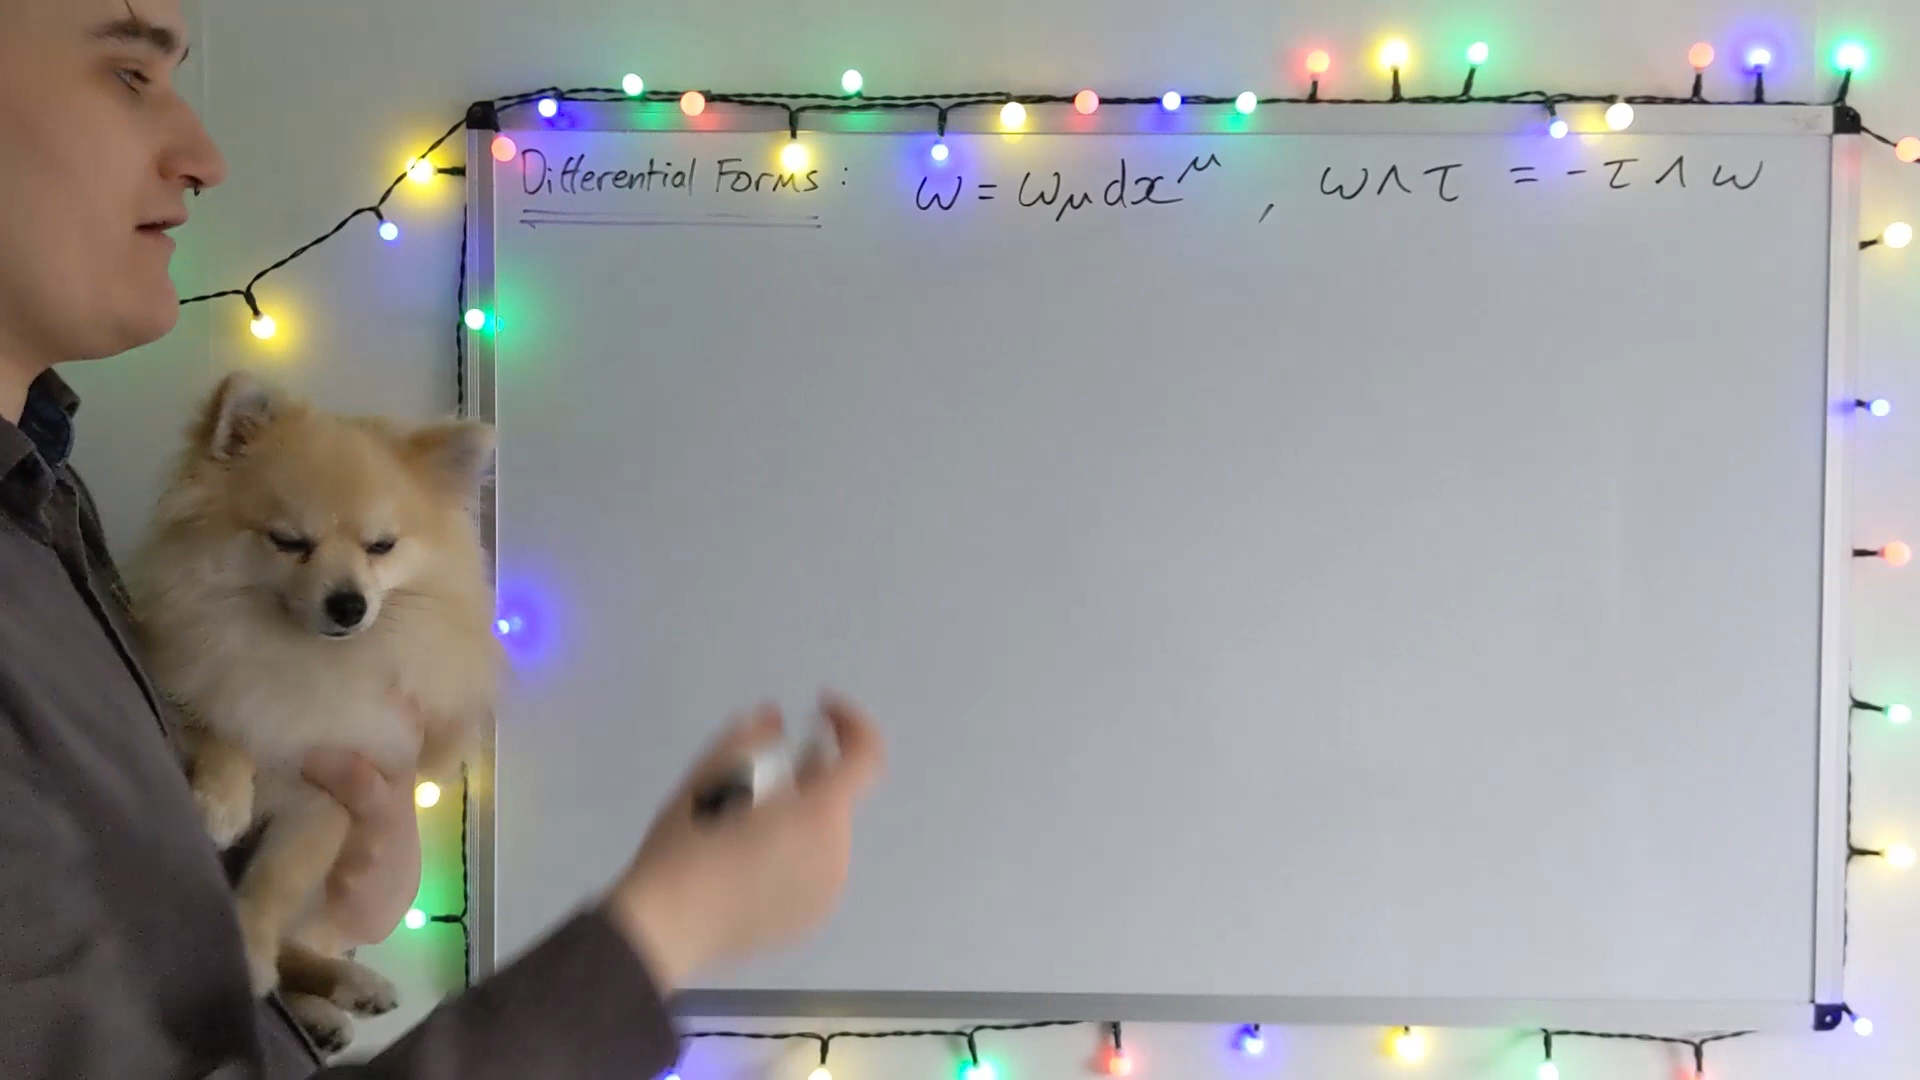 Differential Forms : ω = ω_μ dx^μ , ω∧τ = -τ∧ω